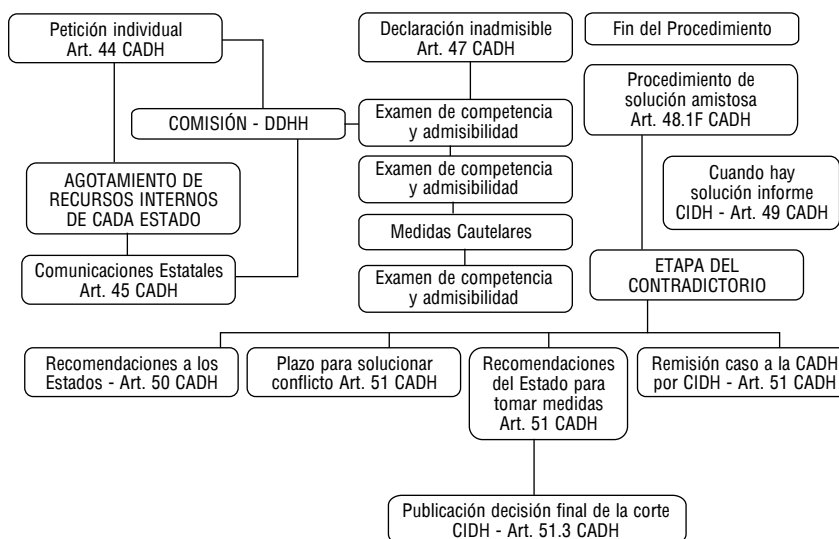 Petición individual
Art. 44 CADH
Declaración inadmisible
Art. 47 CADH
Fin del Procedimiento
Procedimiento de
solución amistosa
Art. 48.1F CADH
COMISIÓN - DDHH
Examen de competencia
y admisibilidad
AGOTAMIENTO DE
RECURSOS INTERNOS
DE CADA ESTADO
Examen de competencia
y admisibilidad
Cuando hay
solución informe
CIDH - Art. 49 CADH
Medidas Cautelares
Comunicaciones Estatales
Art. 45 CADH
Examen de competencia
y admisibilidad
ETAPA DEL
CONTRADICTORIO
Recomendaciones a los
Estados - Art. 50 CADH
Plazo para solucionar
conflicto Art. 51 CADH
Recomendaciones
del Estado para
tomar medidas
Art. 51 CADH
Remisión caso a la CADH
por CIDH - Art. 51 CADH
Publicación decisión final de la corte
CIDH - Art. 51.3 CADH